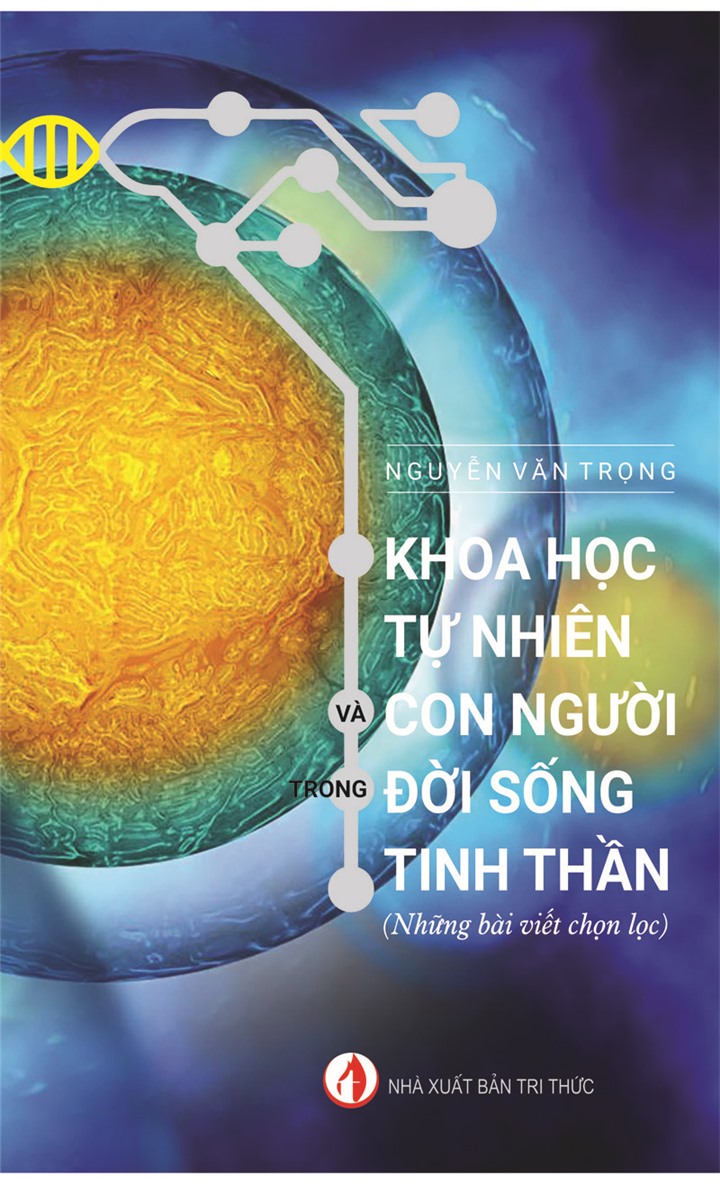 NGUYỄN VĂN TRỌNG
KHOA HỌC
TỰ NHIÊN
VÀ CON NGƯỜI
TRONG ĐỜI SỐNG
TINH THẦN
(Những bài viết chọn lọc)
NHÀ XUẤT BẢN TRI THỨC